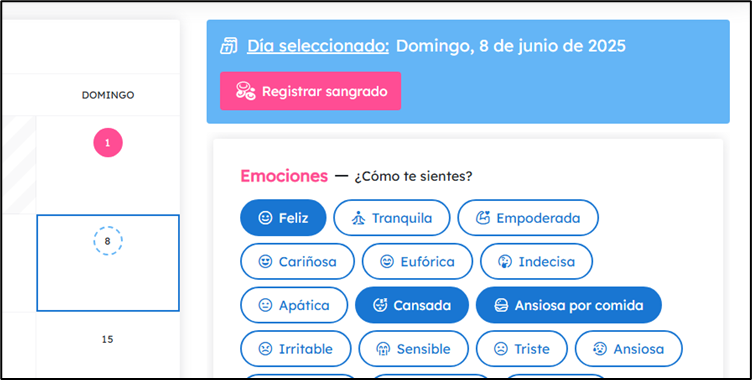 DOMINGO
1
8
15
Día seleccionado: Domingo, 8 de junio de 2025
Registrar sangrado
Emociones — ¿Cómo te sientes?
Feliz Tranquila Empoderada
Cariñosa Eufórica Indecisa
Apática Cansada Ansiosa por comida
Irritable Sensible Triste Ansiosa